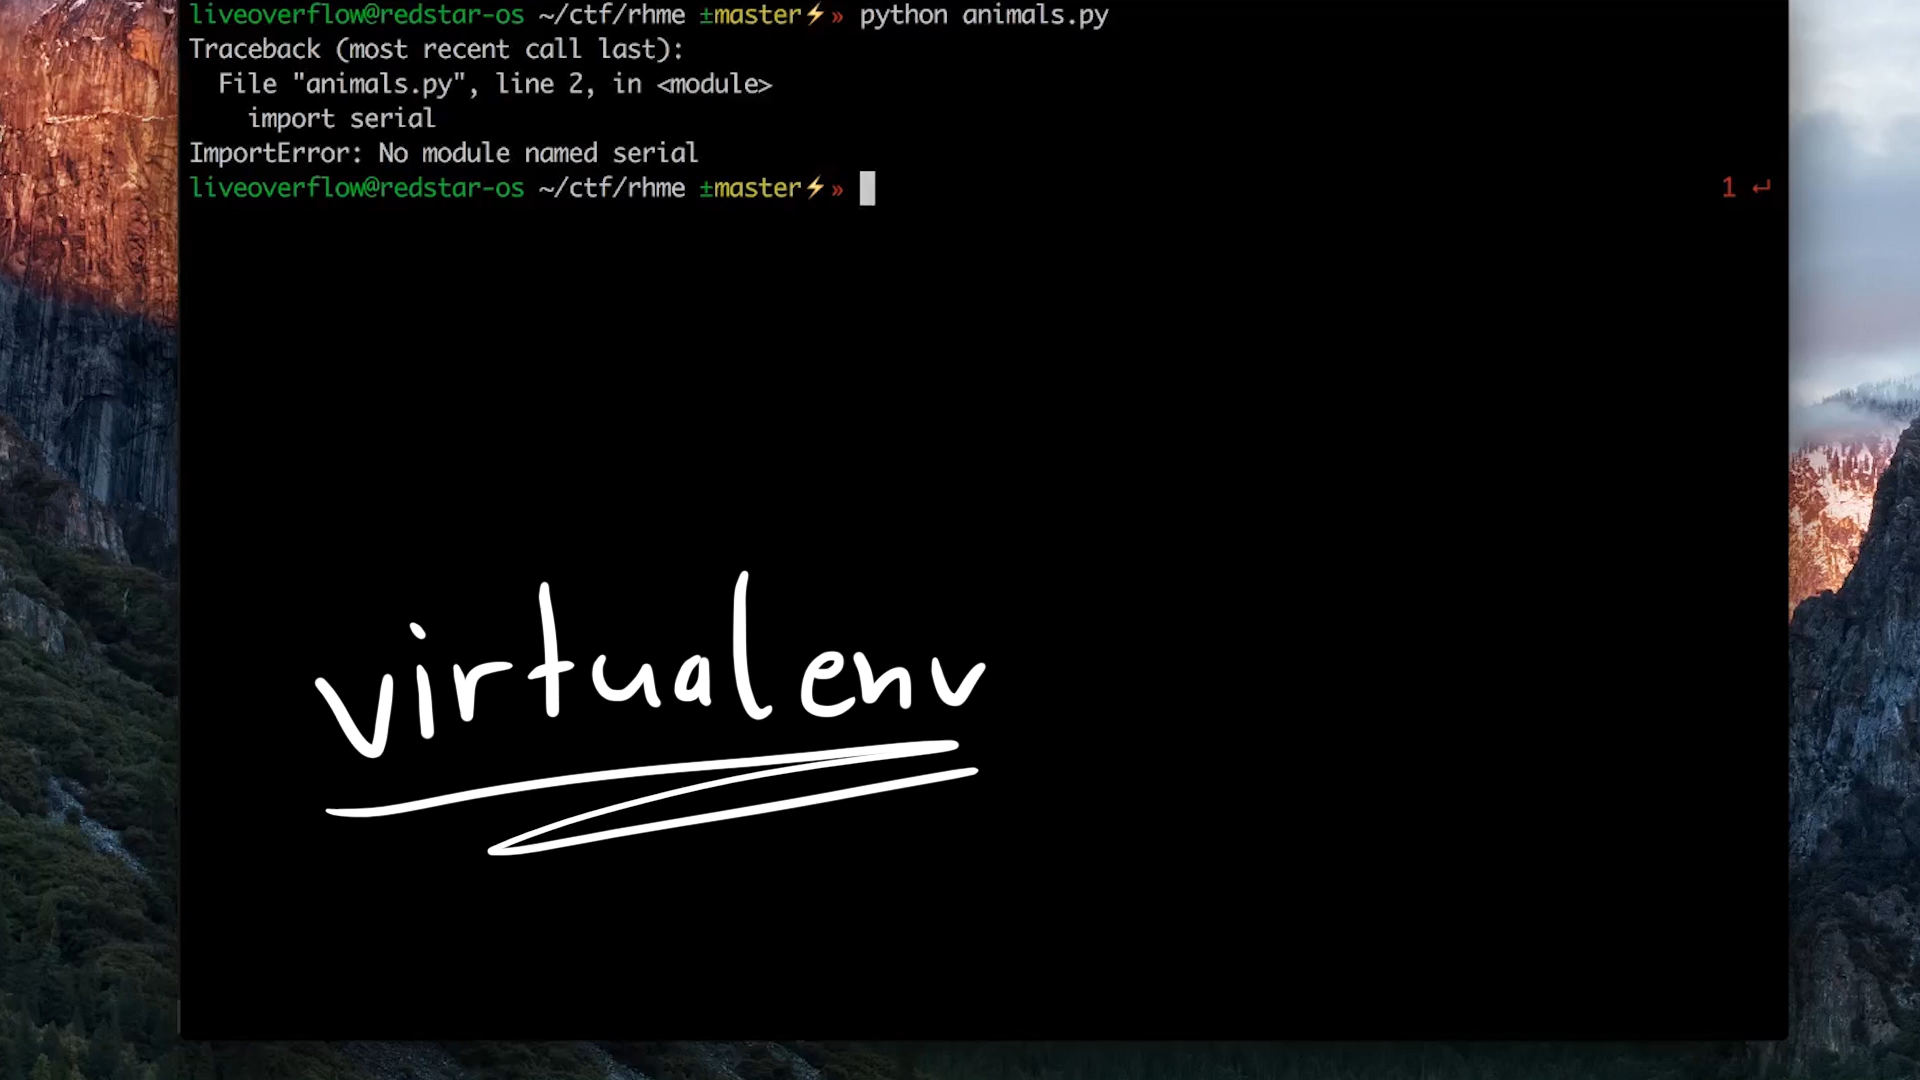 liveoverflow@redstar-os ~/ctf/rhme ±master⚡» python animals.py
Traceback (most recent call last):
  File "animals.py", line 2, in <module>
    import serial
ImportError: No module named serial
liveoverflow@redstar-os ~/ctf/rhme ±master⚡» 1 ↵
virtualenv